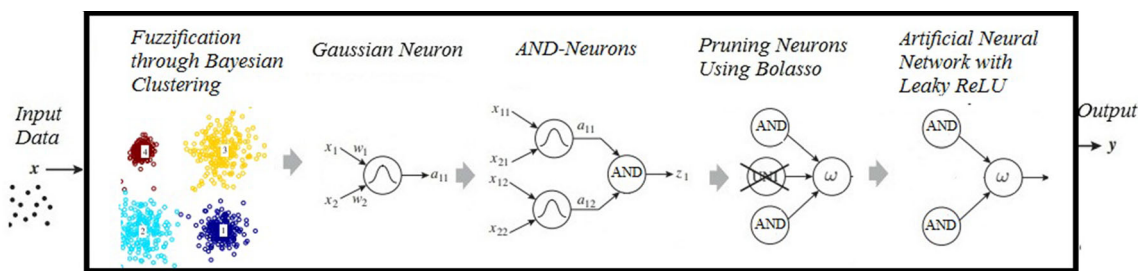 Input
Data
x
Fuzzification
through Bayesian
Clustering
4
3
2
1
Gaussian Neuron
x1 w1
x2 w2
a11
AND-Neurons
x11
x21
a11
x12
x22
a12
AND
z1
Pruning Neurons
Using Bolasso
AND
AND
ω
Artificial Neural
Network with
Leaky ReLU
AND
AND
ω
Output
y